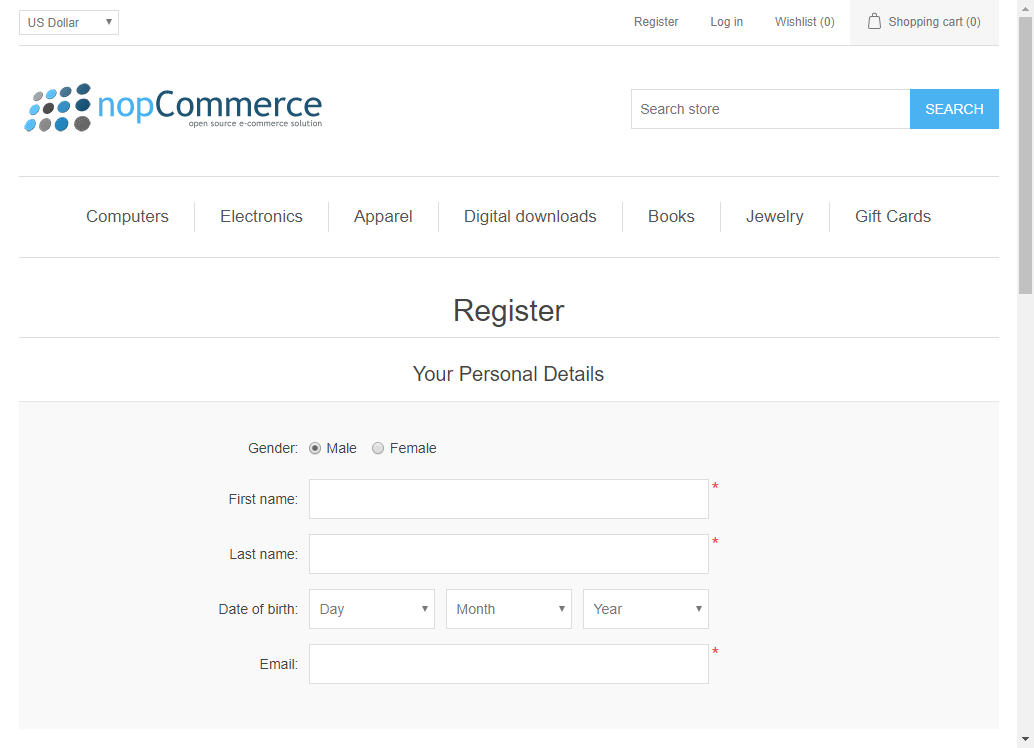 US Dollar Register Log in Wishlist (0) Shopping cart (0)
nopCommerce
open source e-commerce solution
Search store SEARCH
Computers Electronics Apparel Digital downloads Books Jewelry Gift Cards
Register
Your Personal Details
Gender: Male Female
First name: *
Last name: *
Date of birth: Day Month Year
Email: *